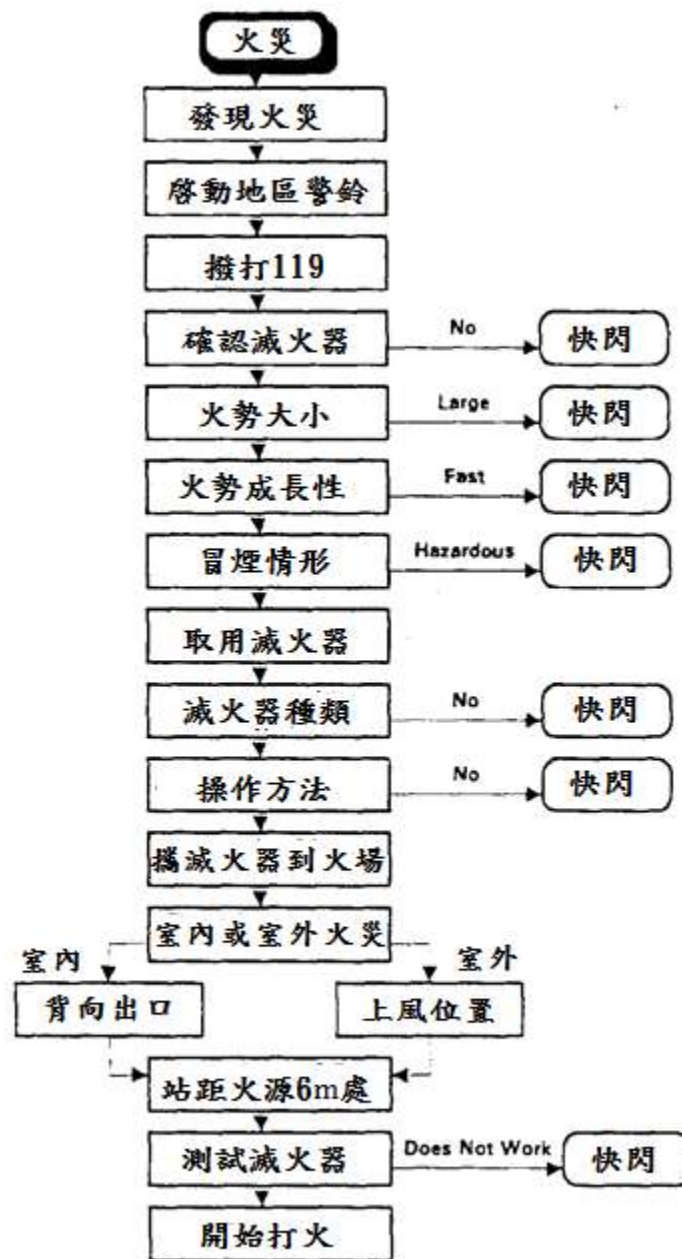 火災
發現火災
啓動地區警鈴
撥打119
確認滅火器
No
快閃
火勢大小
Large
快閃
火勢成長性
Fast
快閃
冒煙情形
Hazardous
快閃
取用滅火器
滅火器種類
No
快閃
操作方法
No
快閃
攜滅火器到火場
室內或室外火災
室內
室外
背向出口
上風位置
站距火源6m處
測試滅火器
Does Not Work
快閃
開始打火